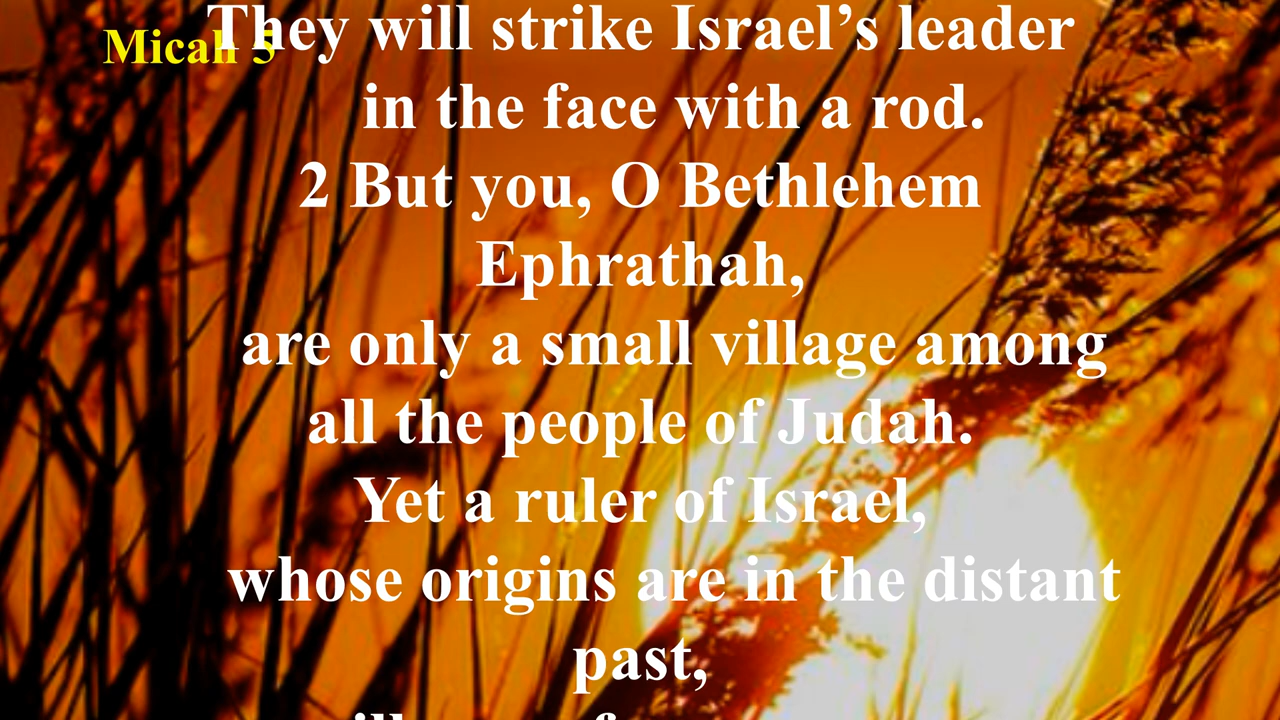 Micah 5
They will strike Israel’s leader
in the face with a rod.
2 But you, O Bethlehem
Ephrathah,
are only a small village among
all the people of Judah.
Yet a ruler of Israel,
whose origins are in the distant
past,